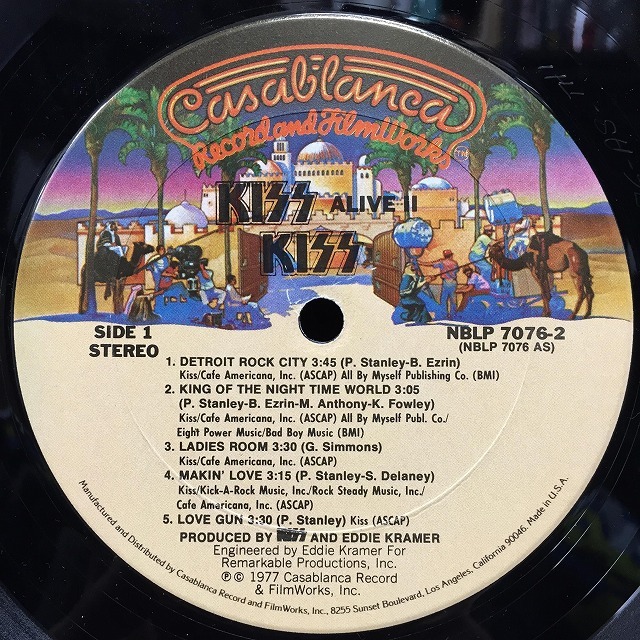 Casablanca
Record and FilmWorks TM
KISS ALIVE II
KISS
SIDE 1
STEREO
NBLP 7076-2
(NBLP 7076 AS)
1. DETROIT ROCK CITY 3:45 (P. Stanley-B. Ezrin)
Kiss/Cafe Americana, Inc. (ASCAP) All By Myself Publishing Co. (BMI)
2. KING OF THE NIGHT TIME WORLD 3:05
(P. Stanley-B. Ezrin-M. Anthony-K. Fowley)
Kiss/Cafe Americana, Inc. (ASCAP) All By Myself Publ. Co./
Eight Power Music/Bad Boy Music (BMI)
3. LADIES ROOM 3:30 (G. Simmons)
Kiss/Cafe Americana, Inc. (ASCAP)
4. MAKIN' LOVE 3:15 (P. Stanley-S. Delaney)
Kiss/Kick-A-Rock Music, Inc./Rock Steady Music, Inc./
Cafe Americana, Inc. (ASCAP)
5. LOVE GUN 3:30 (P. Stanley) Kiss (ASCAP)
PRODUCED BY KISS AND EDDIE KRAMER
Engineered by Eddie Kramer For
Remarkable Productions, Inc.
℗ © 1977 Casablanca Record
& FilmWorks, Inc.
Manufactured and Distributed by Casablanca Record and FilmWorks, Inc., 8255 Sunset Boulevard, Los Angeles, California 90046, Made in U.S.A.